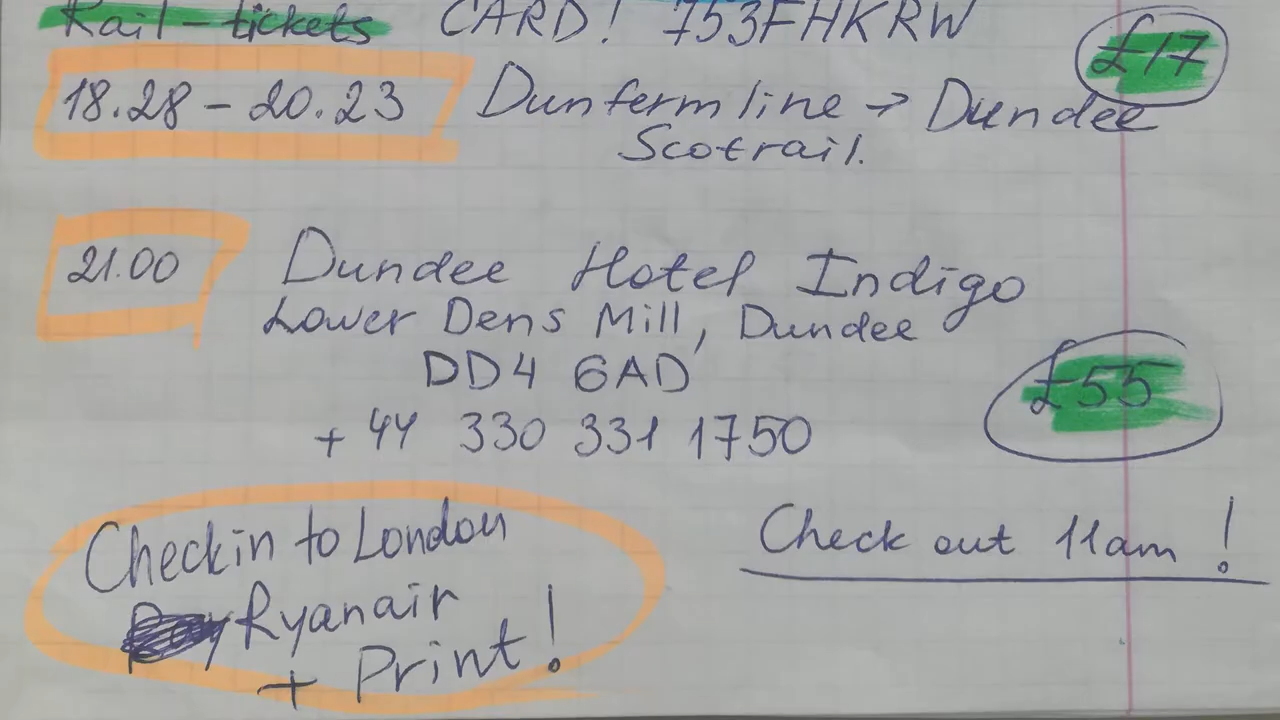 Rail-tickets CARD! 753FHKRW £17
18.28 - 20.23 Dunfermline → Dundee
Scotrail.
21.00 Dundee Hotel Indigo
Lower Dens Mill, Dundee
DD4 6AD £55
+44 330 331 1750
Checkin to London
Ryanair
+ Print!
Check out 11am !